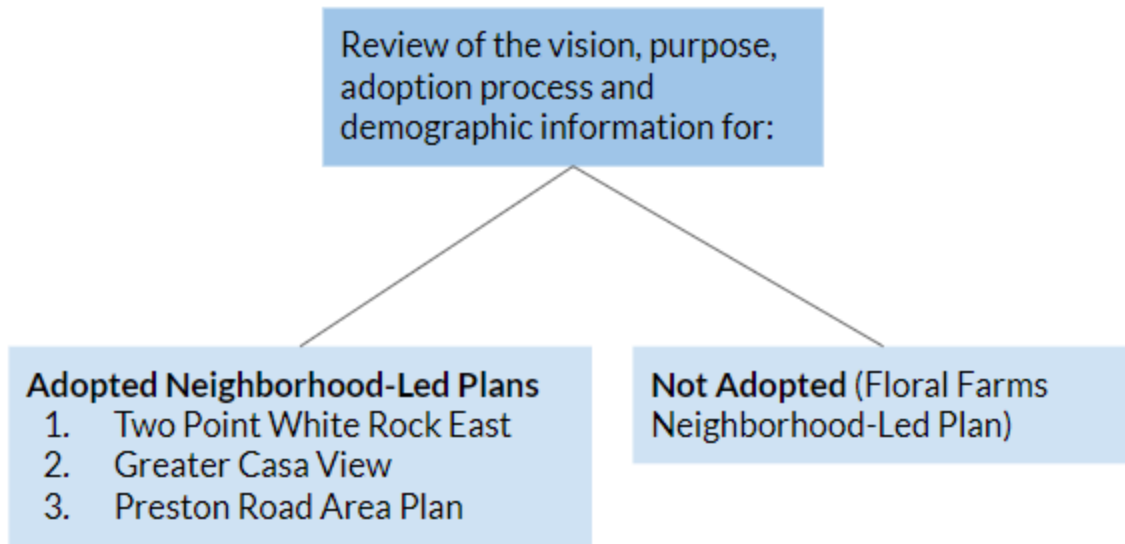 Review of the vision, purpose,
adoption process and
demographic information for:
Adopted Neighborhood-Led Plans
1. Two Point White Rock East
2. Greater Casa View
3. Preston Road Area Plan
Not Adopted (Floral Farms
Neighborhood-Led Plan)